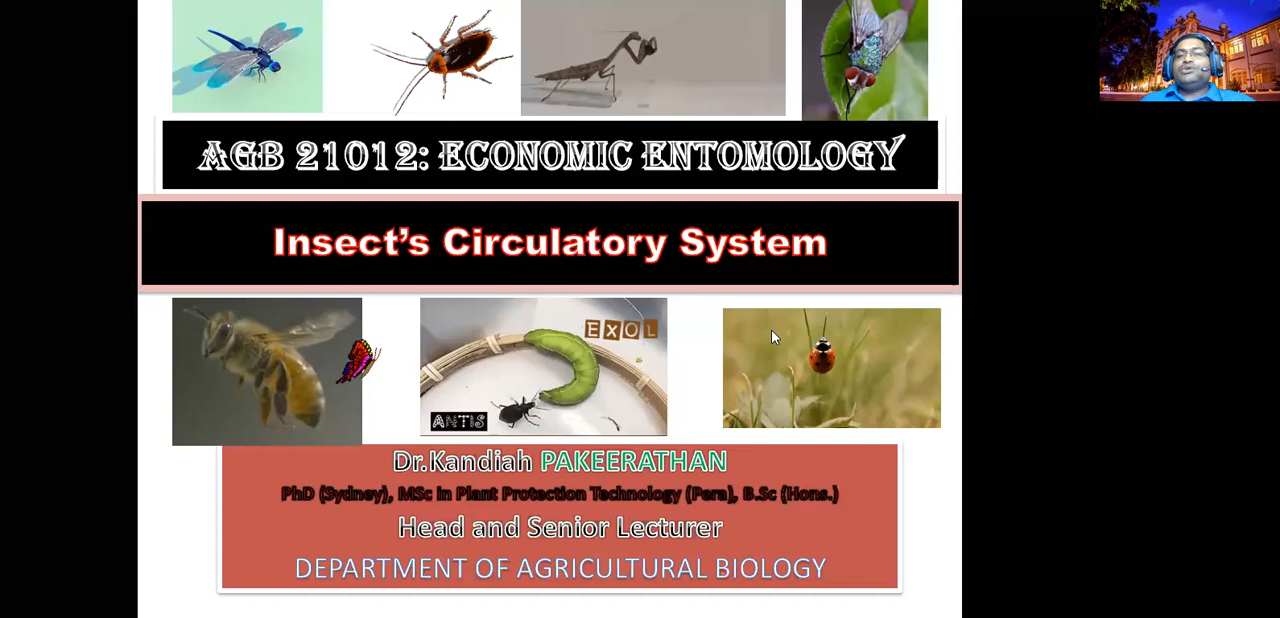 AGB 21012: ECONOMIC ENTOMOLOGY
Insect's Circulatory System
EXOL
ANTIS
Dr.Kandiah PAKEERATHAN
PhD (Sydney), MSc in Plant Protection Technology (Pera), B.Sc (Hons.)
Head and Senior Lecturer
DEPARTMENT OF AGRICULTURAL BIOLOGY